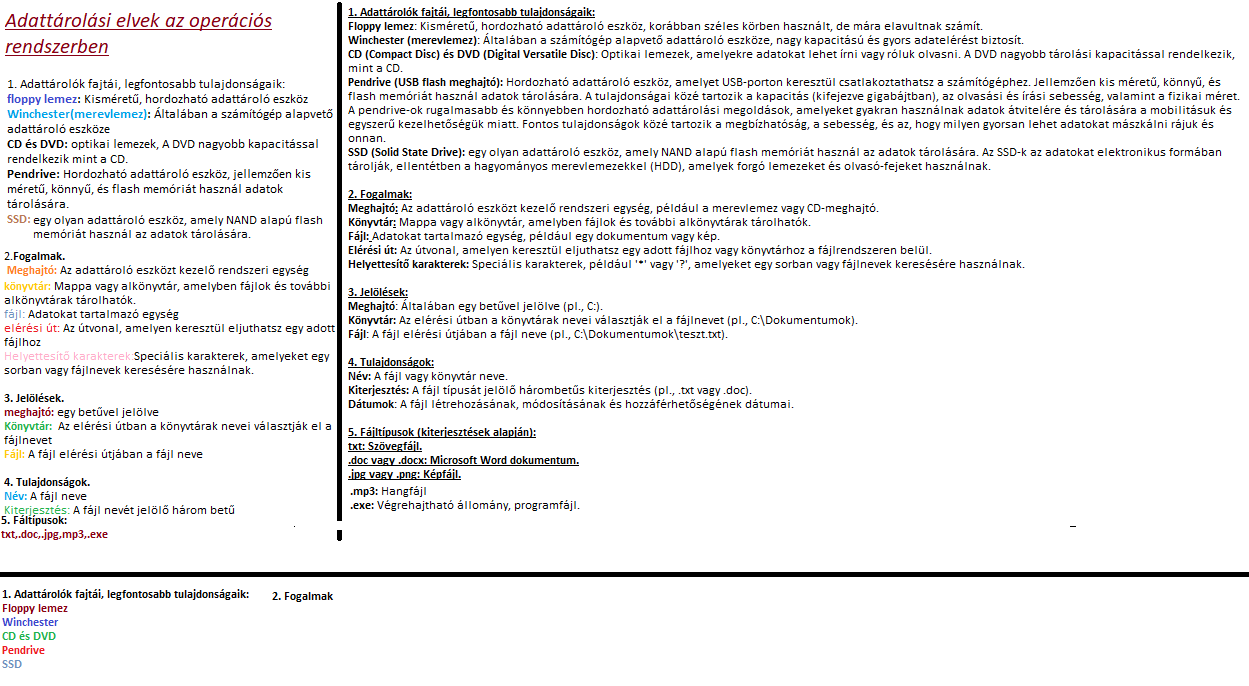 Adattárolási elvek az operációs
rendszerben
1. Adattárolók fajtái, legfontosabb tulajdonságaik:
floppy lemez: Kisméretű, hordozható adattároló eszköz
Winchester(merevlemez): Általában a számítógép alapvető
adattároló eszköze
CD és DVD: optikai lemezek, A DVD nagyobb kapacitással
rendelkezik mint a CD.
Pendrive: Hordozható adattároló eszköz, jellemzően kis
méretű, könnyű, és flash memóriát használ adatok
tárolására.
SSD: egy olyan adattároló eszköz, amely NAND alapú flash
memóriát használ az adatok tárolására.
2.Fogalmak.
Meghajtó: Az adattároló eszközt kezelő rendszeri egység
könyvtár: Mappa vagy alkönyvtár, amelyben fájlok és további
alkönyvtárak tárolhatók.
fájl: Adatokat tartalmazó egység
elérési út: Az útvonal, amelyen keresztül eljuthatsz egy adott
fájlhoz
Helyettesítő karakterek:Speciális karakterek, amelyeket egy
sorban vagy fájlnevek keresésére használnak.
3. Jelölések.
meghajtó: egy betűvel jelölve
Könyvtár: Az elérési útban a könyvtárak nevei választják el a
fájlnevet
Fájl: A fájl elérési útjában a fájl neve
4. Tulajdonságok.
Név: A fájl neve
Kiterjesztés: A fájl nevét jelölő három betű
5. Fáltípusok:
txt,.doc,.jpg,mp3,.exe
1. Adattárolók fajtái, legfontosabb tulajdonságaik:
Floppy lemez: Kisméretű, hordozható adattároló eszköz, korábban széles körben használt, de mára elavultnak számít.
Winchester (merevlemez): Általában a számítógép alapvető adattároló eszköze, nagy kapacitású és gyors adatelérést biztosít.
CD (Compact Disc) és DVD (Digital Versatile Disc): Optikai lemezek, amelyekre adatokat lehet írni vagy róluk olvasni. A DVD nagyobb tárolási kapacitással rendelkezik,
mint a CD.
Pendrive (USB flash meghajtó): Hordozható adattároló eszköz, amelyet USB-porton keresztül csatlakoztathatsz a számítógéphez. Jellemzően kis méretű, könnyű, és
flash memóriát használ adatok tárolására. A tulajdonságai közé tartozik a kapacitás (kifejezve gigabájtban), az olvasási és írási sebesség, valamint a fizikai méret.
A pendrive-ok rugalmasabb és könnyebben hordozható adattárolási megoldások, amelyeket gyakran használnak adatok átvitelére és tárolására a mobilitásuk és
egyszerű kezelhetőségük miatt. Fontos tulajdonságok közé tartozik a megbízhatóság, a sebesség, és az, hogy milyen gyorsan lehet adatokat mászkálni rájuk és
onnan.
SSD (Solid State Drive): egy olyan adattároló eszköz, amely NAND alapú flash memóriát használ az adatok tárolására. Az SSD-k az adatokat elektronikus formában
tárolják, ellentétben a hagyományos merevlemezekkel (HDD), amelyek forgó lemezeket és olvasó-fejeket használnak.
2. Fogalmak:
Meghajtó: Az adattároló eszközt kezelő rendszeri egység, például a merevlemez vagy CD-meghajtó.
Könyvtár: Mappa vagy alkönyvtár, amelyben fájlok és további alkönyvtárak tárolhatók.
Fájl: Adatokat tartalmazó egység, például egy dokumentum vagy kép.
Elérési út: Az útvonal, amelyen keresztül eljuthatsz egy adott fájlhoz vagy könyvtárhoz a fájlrendszeren belül.
Helyettesítő karakterek: Speciális karakterek, például '*' vagy '?', amelyeket egy sorban vagy fájlnevek keresésére használnak.
3. Jelölések:
Meghajtó: Általában egy betűvel jelölve (pl., C:).
Könyvtár: Az elérési útban a könyvtárak nevei választják el a fájlnevet (pl., C:\Dokumentumok).
Fájl: A fájl elérési útjában a fájl neve (pl., C:\Dokumentumok\teszt.txt).
4. Tulajdonságok:
Név: A fájl vagy könyvtár neve.
Kiterjesztés: A fájl típusát jelölő hárombetűs kiterjesztés (pl., .txt vagy .doc).
Dátumok: A fájl létrehozásának, módosításának és hozzáférhetőségének dátumai.
5. Fájltípusok (kiterjesztések alapján):
txt: Szövegfájl.
.doc vagy .docx: Microsoft Word dokumentum.
.jpg vagy .png: Képfájl.
.mp3: Hangfájl
.exe: Végrehajtható állomány, programfájl.
1. Adattárolók fajtái, legfontosabb tulajdonságaik:
Floppy lemez
Winchester
CD és DVD
Pendrive
SSD
2. Fogalmak